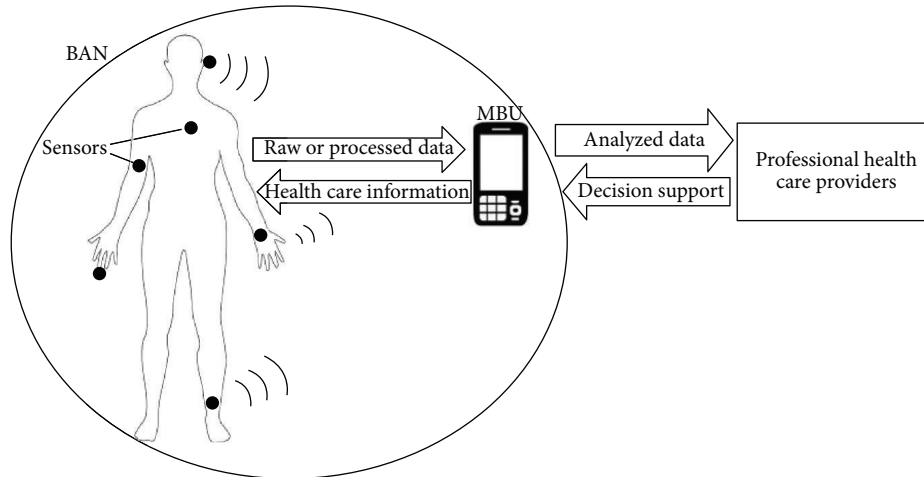 BAN
MBU
Sensors
Raw or processed data
Health care information
Analyzed data
Decision support
Professional health
care providers